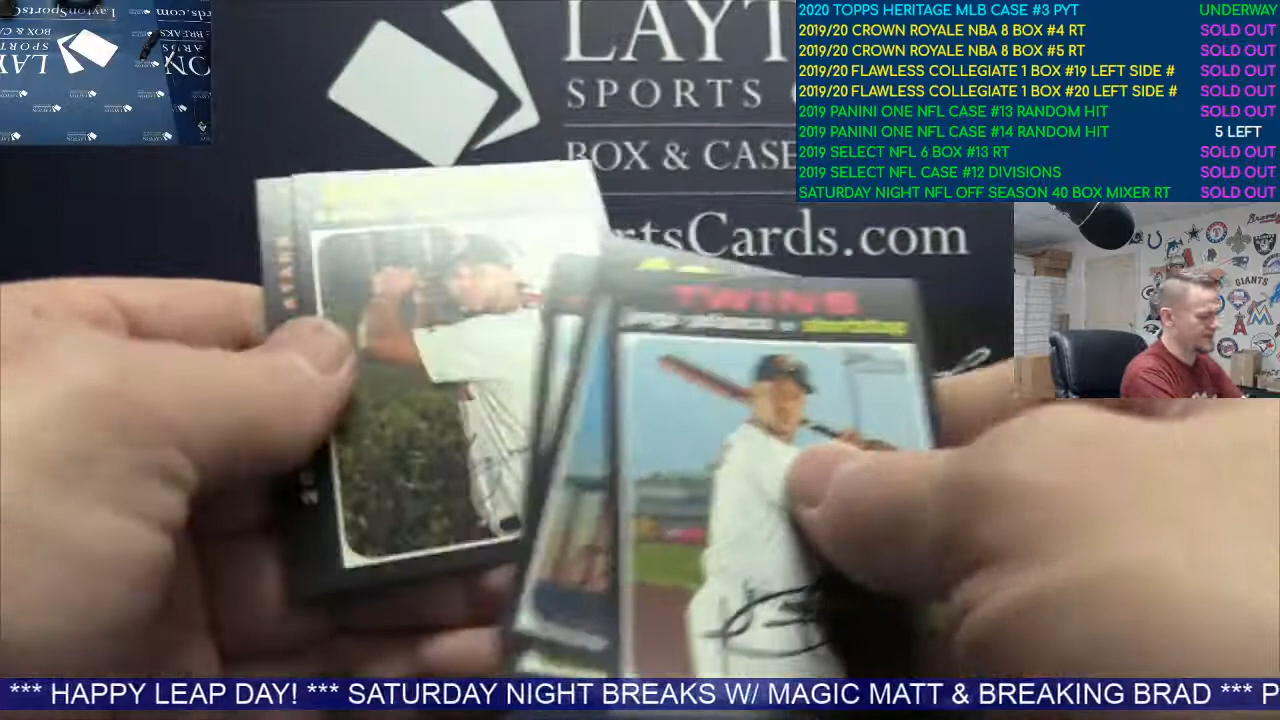 2020 TOPPS HERITAGE MLB CASE #3 PYT UNDERWAY
2019/20 CROWN ROYALE NBA 8 BOX #4 RT SOLD OUT
2019/20 CROWN ROYALE NBA 8 BOX #5 RT SOLD OUT
2019/20 FLAWLESS COLLEGIATE 1 BOX #19 LEFT SIDE # SOLD OUT
2019/20 FLAWLESS COLLEGIATE 1 BOX #20 LEFT SIDE # SOLD OUT
2019 PANINI ONE NFL CASE #13 RANDOM HIT SOLD OUT
2019 PANINI ONE NFL CASE #14 RANDOM HIT 5 LEFT
2019 SELECT NFL 6 BOX #13 RT SOLD OUT
2019 SELECT NFL CASE #12 DIVISIONS SOLD OUT
SATURDAY NIGHT NFL OFF SEASON 40 BOX MIXER RT SOLD OUT
LAYT
SPORTS
BOX & CASE
rtsCards.com
TWINS
GIANTS
*** HAPPY LEAP DAY! *** SATURDAY NIGHT BREAKS W/ MAGIC MATT & BREAKING BRAD *** P